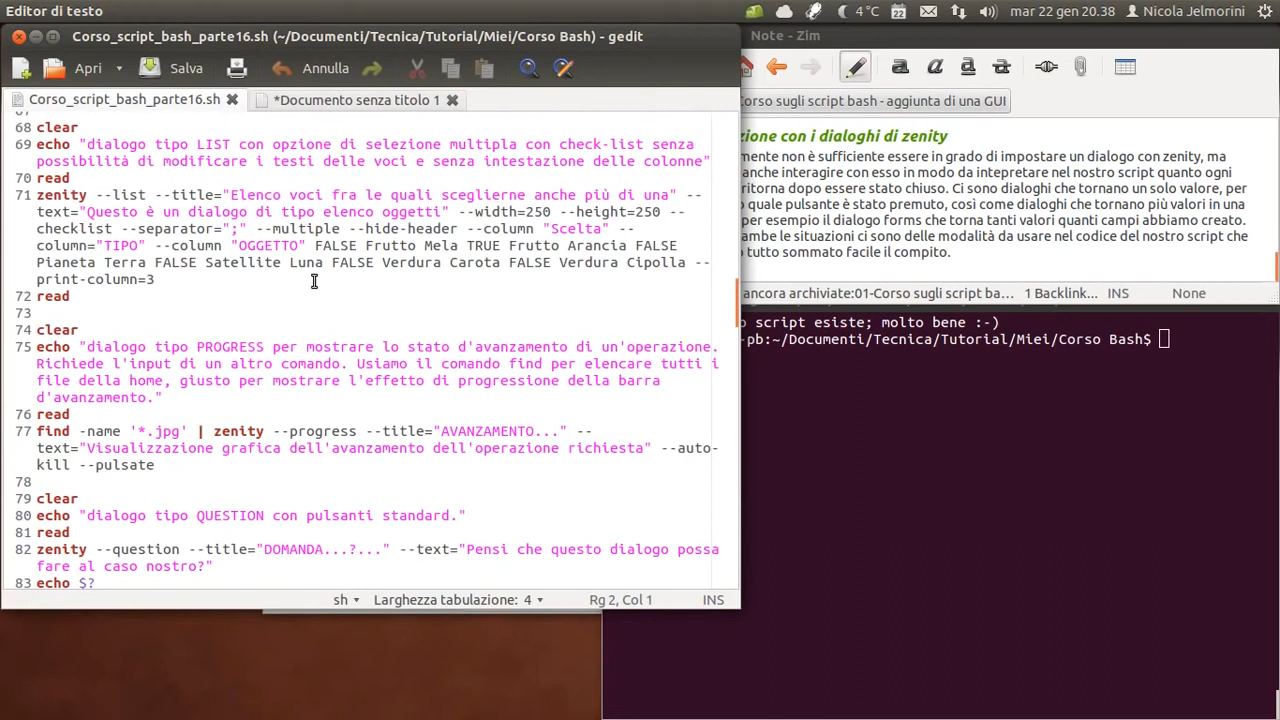 Editor di testo
4 °C
22
mar 22 gen 20.38
Nicola Jelmorini
Corso_script_bash_parte16.sh (~/Documenti/Tecnica/Tutorial/Miei/Corso Bash) - gedit
Apri
Salva
Annulla
Corso_script_bash_parte16.sh
*Documento senza titolo 1
67
68 clear
69 echo "dialogo tipo LIST con opzione di selezione multipla con check-list senza
possibilità di modificare i testi delle voci e senza intestazione delle colonne"
70 read
71 zenity --list --title="Elenco voci fra le quali sceglierne anche più di una" --
text="Questo è un dialogo di tipo elenco oggetti" --width=250 --height=250 --
checklist --separator=";" --multiple --hide-header --column "Scelta" --
column="TIPO" --column "OGGETTO" FALSE Frutto Mela TRUE Frutto Arancia FALSE
Pianeta Terra FALSE Satellite Luna FALSE Verdura Carota FALSE Verdura Cipolla --
print-column=3
72 read
73
74 clear
75 echo "dialogo tipo PROGRESS per mostrare lo stato d'avanzamento di un'operazione.
Richiede l'input di un altro comando. Usiamo il comando find per elencare tutti i
file della home, giusto per mostrare l'effetto di progressione della barra
d'avanzamento."
76 read
77 find -name '*.jpg' | zenity --progress --title="AVANZAMENTO..." --
text="Visualizzazione grafica dell'avanzamento dell'operazione richiesta" --auto-
kill --pulsate
78
79 clear
80 echo "dialogo tipo QUESTION con pulsanti standard."
81 read
82 zenity --question --title="DOMANDA...?..." --text="Pensi che questo dialogo possa
fare al caso nostro?"
83 echo $?
sh
Larghezza tabulazione: 4
Rg 2, Col 1
INS
Note - Zim
Corso sugli script bash - aggiunta di una GUI
zione con i dialoghi di zenity
mente non è sufficiente essere in grado di impostare un dialogo con zenity, ma
anche interagire con esso in modo da intepretare nel nostro script quanto ogni
ritorna dopo essere stato chiuso. Ci sono dialoghi che tornano un solo valore, per
quale pulsante è stato premuto, così come dialoghi che tornano più valori in una
per esempio il dialogo forms che torna tanti valori quanti campi abbiamo creato.
ambe le situazioni ci sono delle modalità da usare nel codice del nostro script che
tutto sommato facile il compito.
ancora archiviate:01-Corso sugli script ba...
1 Backlink...
INS
None
o script esiste; molto bene :-)
-pb:~/Documenti/Tecnica/Tutorial/Miei/Corso Bash$